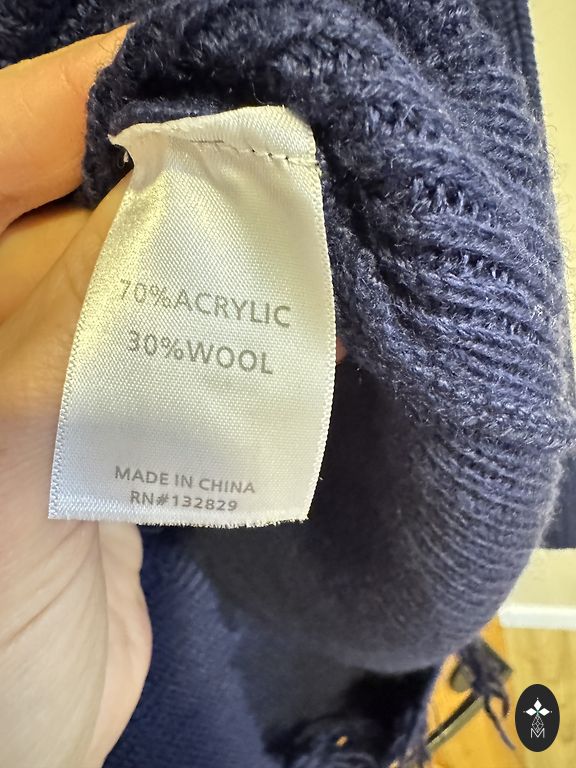 70%ACRYLIC
30%WOOL
MADE IN CHINA
RN#132829